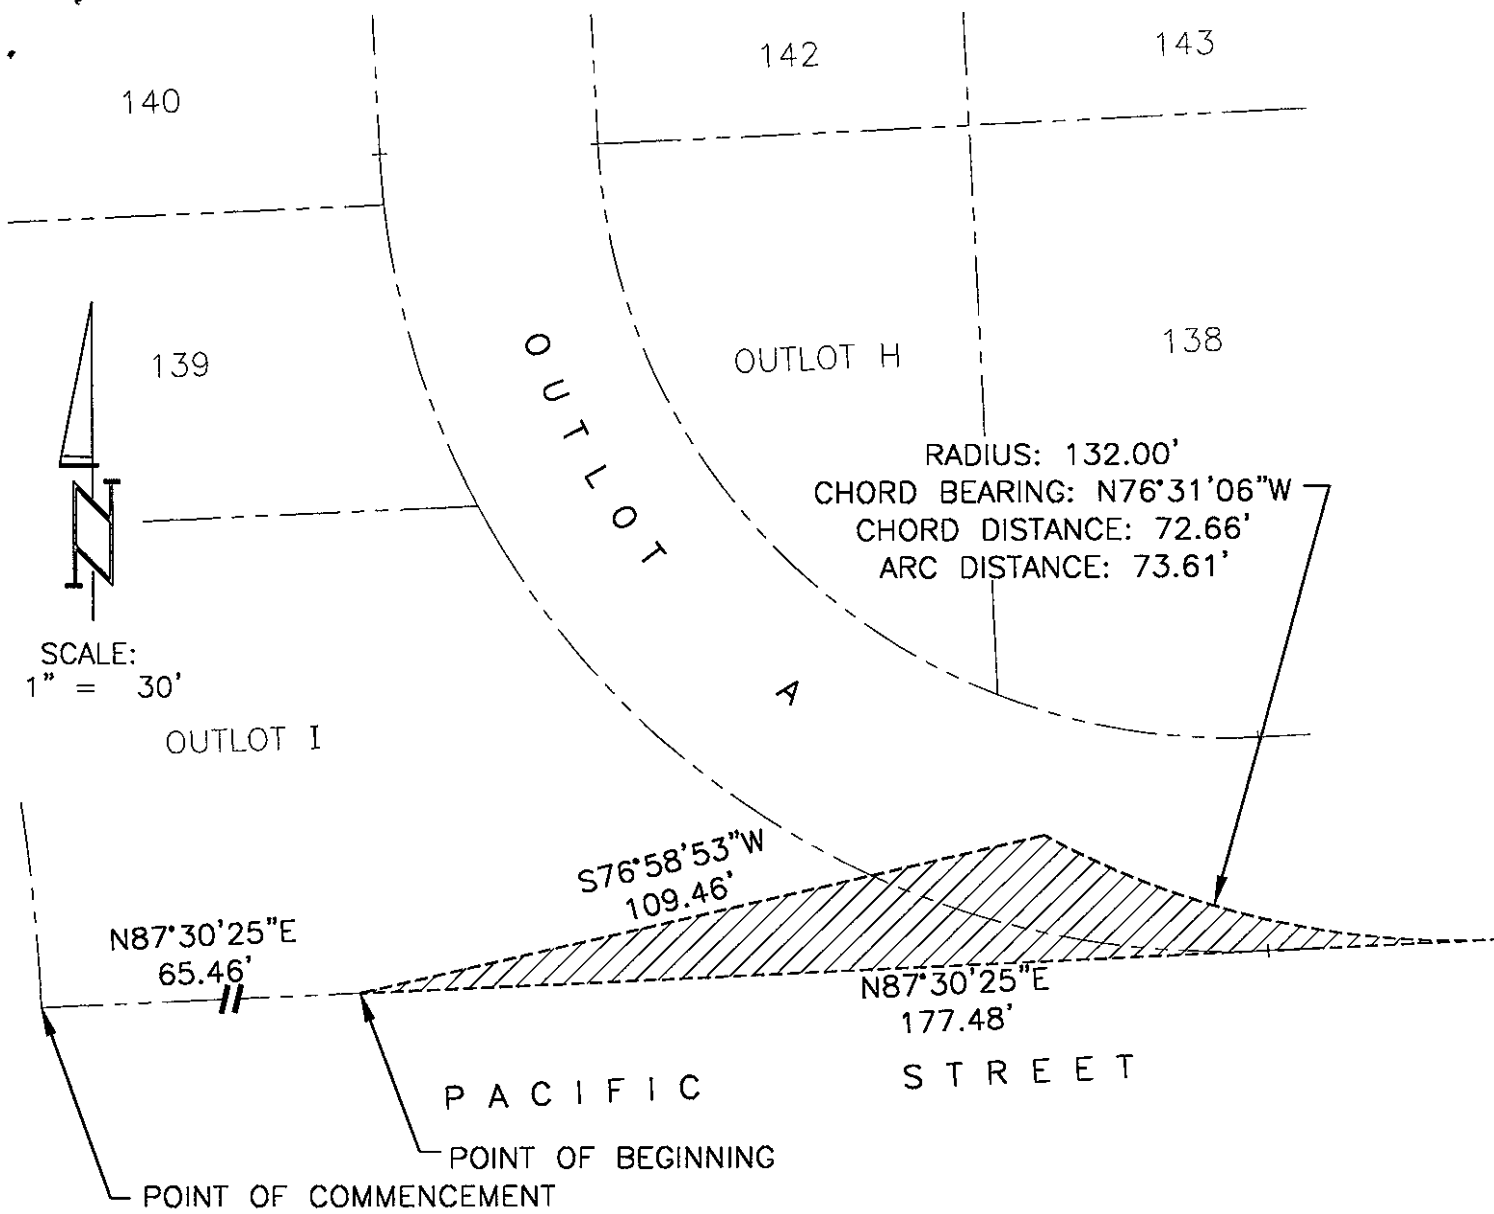 140
142
143
139
OUTLOT H
138
OUTLOT A
RADIUS: 132.00'
CHORD BEARING: N76°31'06"W
CHORD DISTANCE: 72.66'
ARC DISTANCE: 73.61'
N
SCALE:
1" = 30'
OUTLOT I
S76°58'53"W
109.46'
N87°30'25"E
65.46'
N87°30'25"E
177.48'
PACIFIC STREET
POINT OF BEGINNING
POINT OF COMMENCEMENT